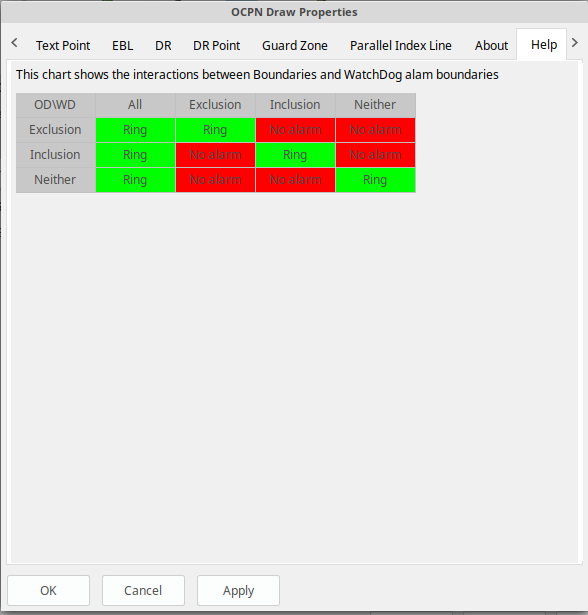 OCPN Draw Properties
Text Point EBL DR DR Point Guard Zone Parallel Index Line About Help
This chart shows the interactions between Boundaries and WatchDog alam boundaries
OD\WD All Exclusion Inclusion Neither
Exclusion Ring Ring No alarm No alarm
Inclusion Ring No alarm Ring No alarm
Neither Ring No alarm No alarm Ring
OK Cancel Apply